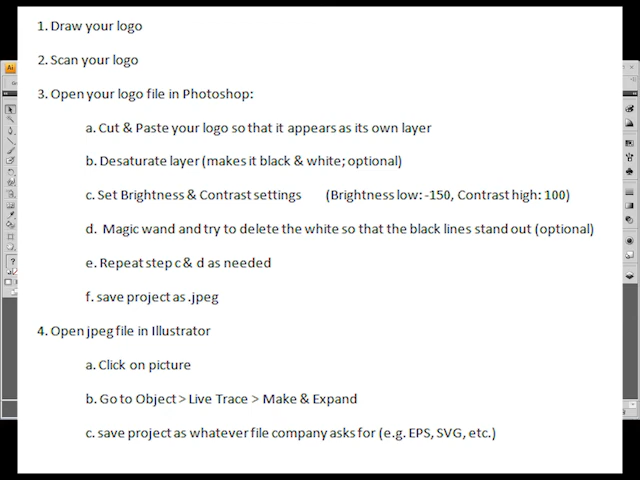 1. Draw your logo
2. Scan your logo
3. Open your logo file in Photoshop:
a. Cut & Paste your logo so that it appears as its own layer
b. Desaturate layer (makes it black & white; optional)
c. Set Brightness & Contrast settings (Brightness low: -150, Contrast high: 100)
d. Magic wand and try to delete the white so that the black lines stand out (optional)
e. Repeat step c & d as needed
f. save project as .jpeg
4. Open jpeg file in Illustrator
a. Click on picture
b. Go to Object > Live Trace > Make & Expand
c. save project as whatever file company asks for (e.g. EPS, SVG, etc.)
Ai